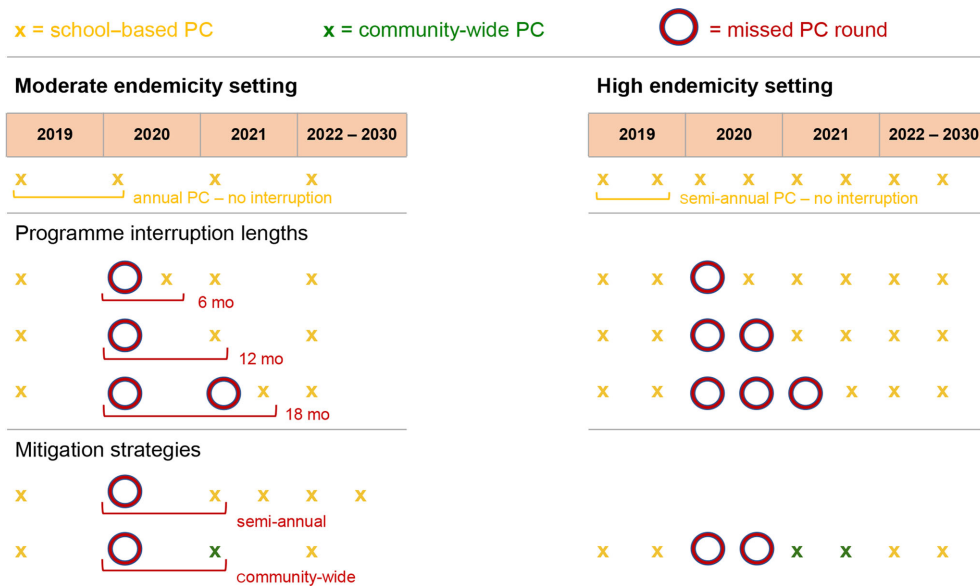 x = school–based PC
x = community-wide PC
= missed PC round
Moderate endemicity setting
2019 2020 2021 2022 – 2030
x x x x
annual PC – no interruption
Programme interruption lengths
x x x x
6 mo
x x x
12 mo
x x x
18 mo
Mitigation strategies
x x x x x
semi-annual
x x x
community-wide
High endemicity setting
2019 2020 2021 2022 – 2030
x x x x x x x x
semi-annual PC – no interruption
x x x x x x x
x x x x x x
x x x x x
x x x x x x